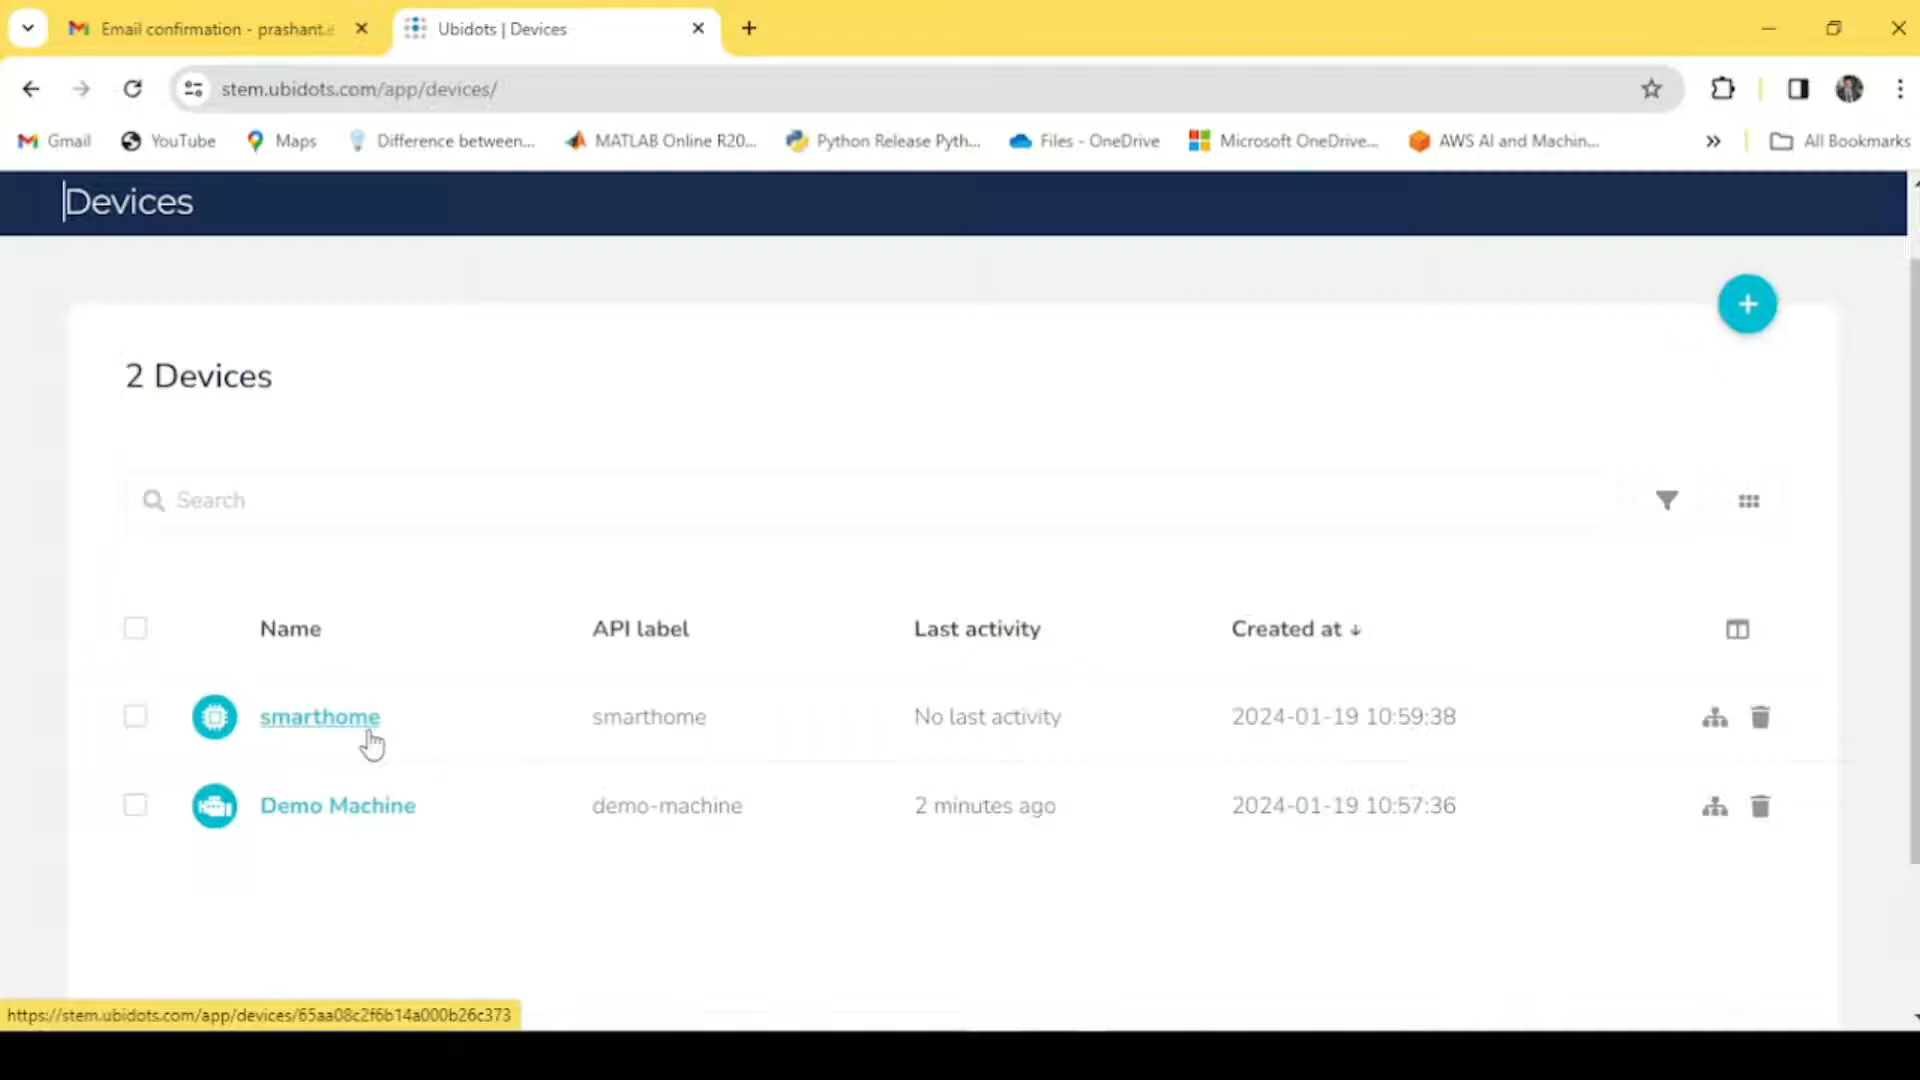 Email confirmation - prashant.e
Ubidots | Devices
stem.ubidots.com/app/devices/
Gmail YouTube Maps Difference between... MATLAB Online R20... Python Release Pyth... Files - OneDrive Microsoft OneDrive... AWS AI and Machin... All Bookmarks
Devices
2 Devices
Search
Name API label Last activity Created at
smarthome smarthome No last activity 2024-01-19 10:59:38
Demo Machine demo-machine 2 minutes ago 2024-01-19 10:57:36
https://stem.ubidots.com/app/devices/65aa08c2f6b14a000b26c373